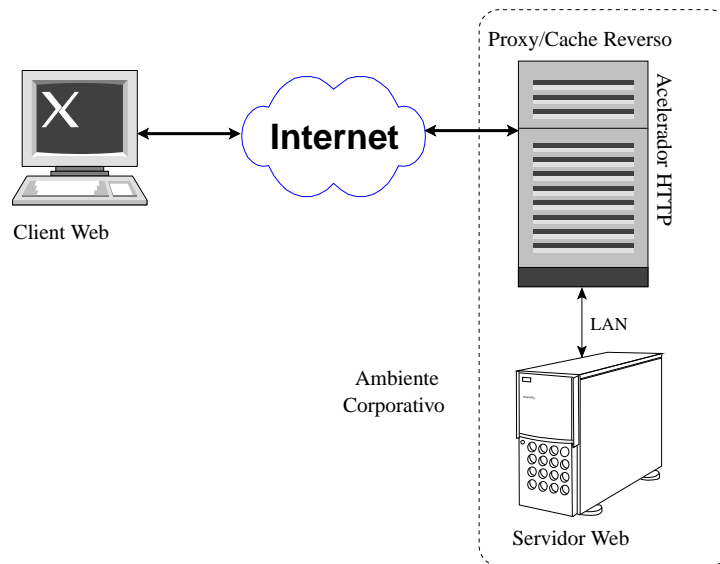 Proxy/Cache Reverso
Acelerador HTTP
Internet
Client Web
LAN
Ambiente
Corporativo
Servidor Web